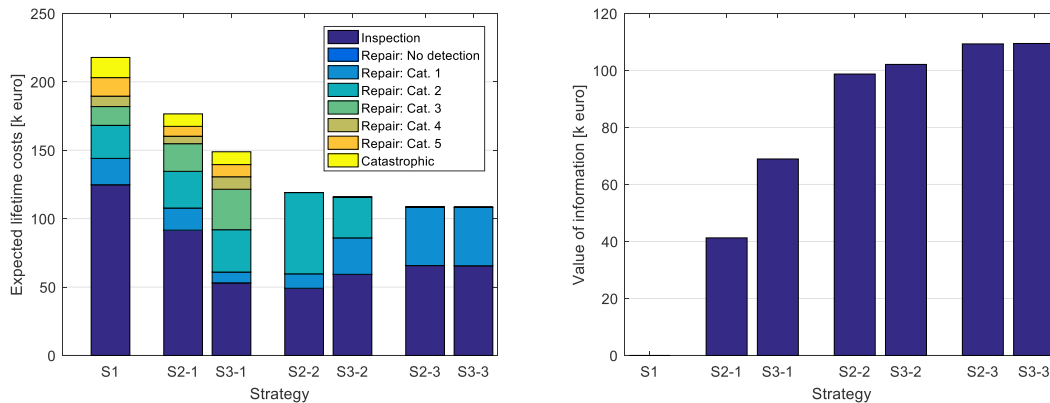 250
200
150
100
50
0
Expected lifetime costs [k euro]
Inspection
Repair: No detection
Repair: Cat. 1
Repair: Cat. 2
Repair: Cat. 3
Repair: Cat. 4
Repair: Cat. 5
Catastrophic
S1 S2-1 S3-1 S2-2 S3-2 S2-3 S3-3
Strategy
120
100
80
60
40
20
0
Value of information [k euro]
S1 S2-1 S3-1 S2-2 S3-2 S2-3 S3-3
Strategy